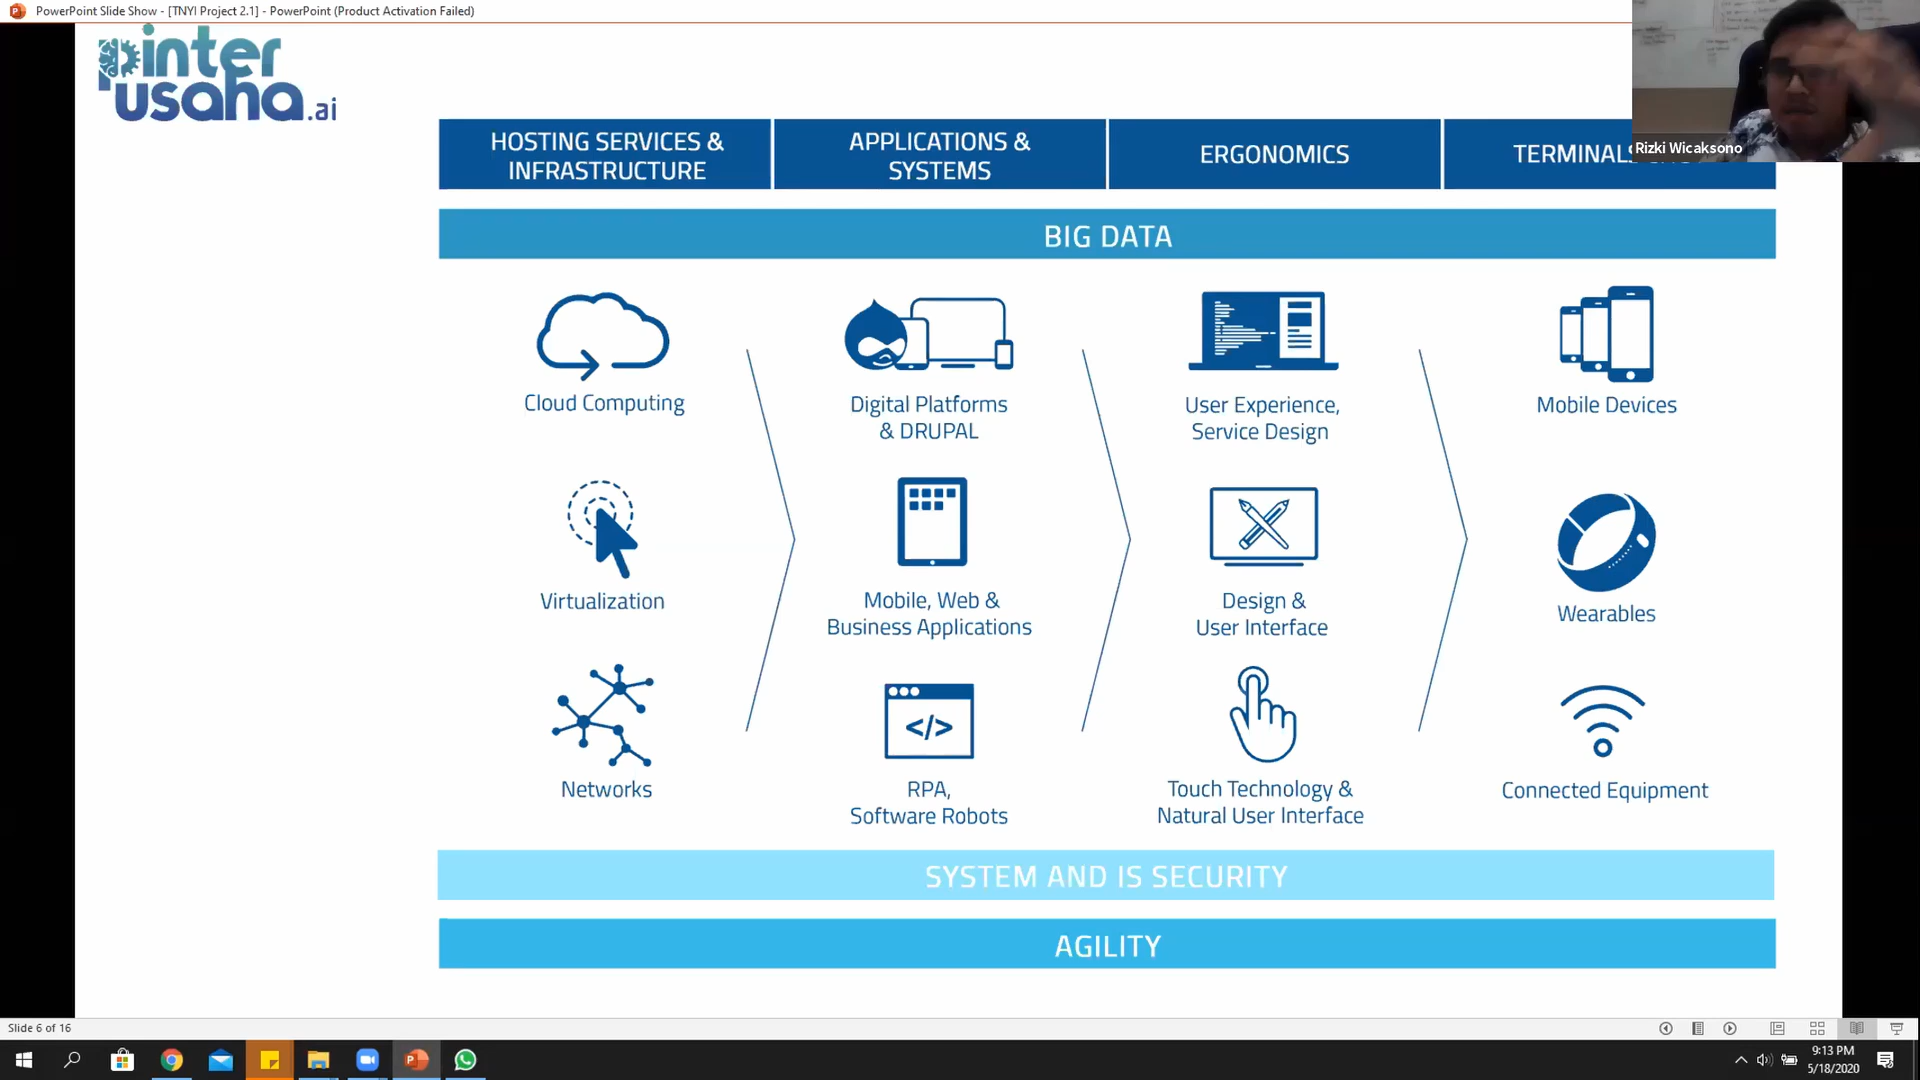 PowerPoint Slide Show - [TNYI Project 2.1] - PowerPoint (Product Activation Failed)
pinter
usaha.ai
HOSTING SERVICES &
INFRASTRUCTURE
APPLICATIONS &
SYSTEMS
ERGONOMICS
TERMINALS
Rizki Wicaksono
BIG DATA
Cloud Computing
Digital Platforms
& DRUPAL
User Experience,
Service Design
Mobile Devices
Virtualization
Mobile, Web &
Business Applications
Design &
User Interface
Wearables
Networks
RPA,
Software Robots
Touch Technology &
Natural User Interface
Connected Equipment
SYSTEM AND IS SECURITY
AGILITY
Slide 6 of 16
9:13 PM
5/18/2020